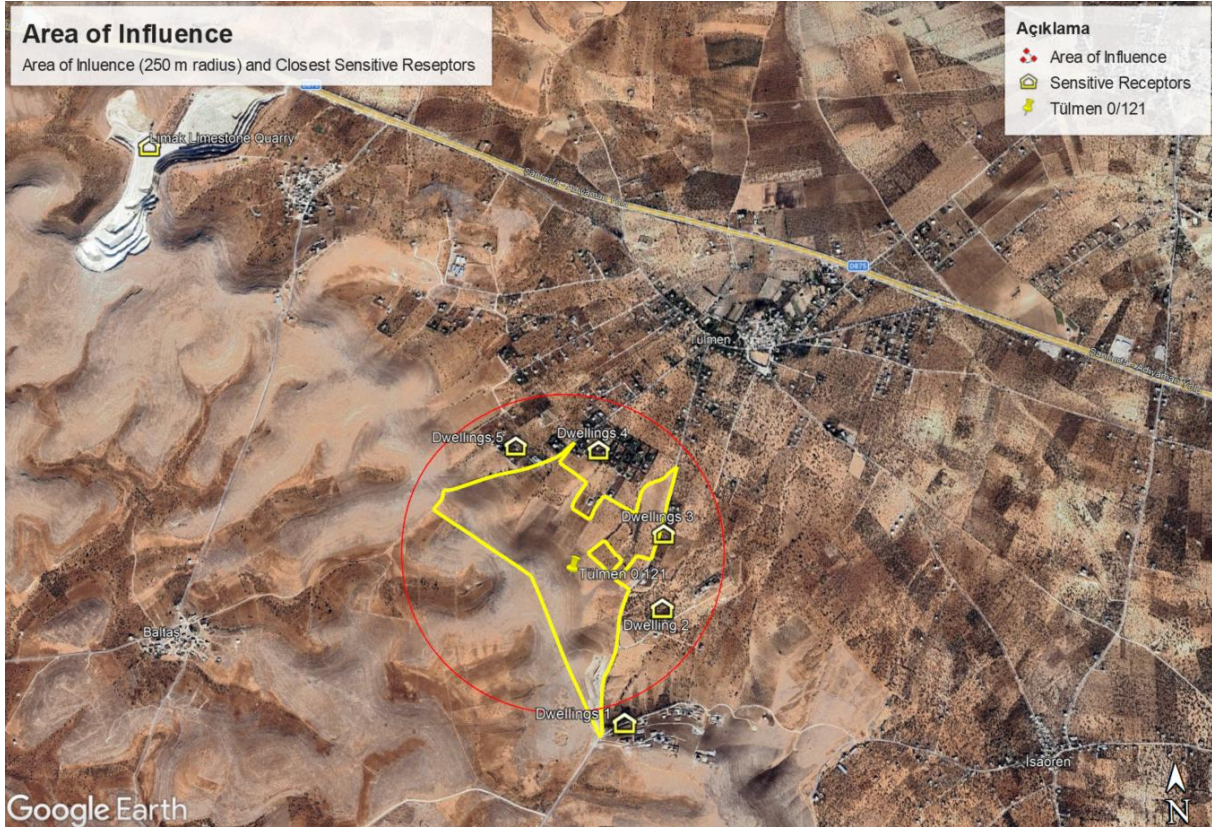 Area of Influence
Area of Inluence (250 m radius) and Closest Sensitive Reseptors
Açıklama
Area of Influence
Sensitive Receptors
Tülmen 0/121
Limak Limestone Quarry
D875
Tülmen
Dwellings 5
Dwellings 4
Dwellings 3
Tülmen 0/121
Dwelling 2
Baltaş
Dwellings 1
İsaören
Google Earth
N